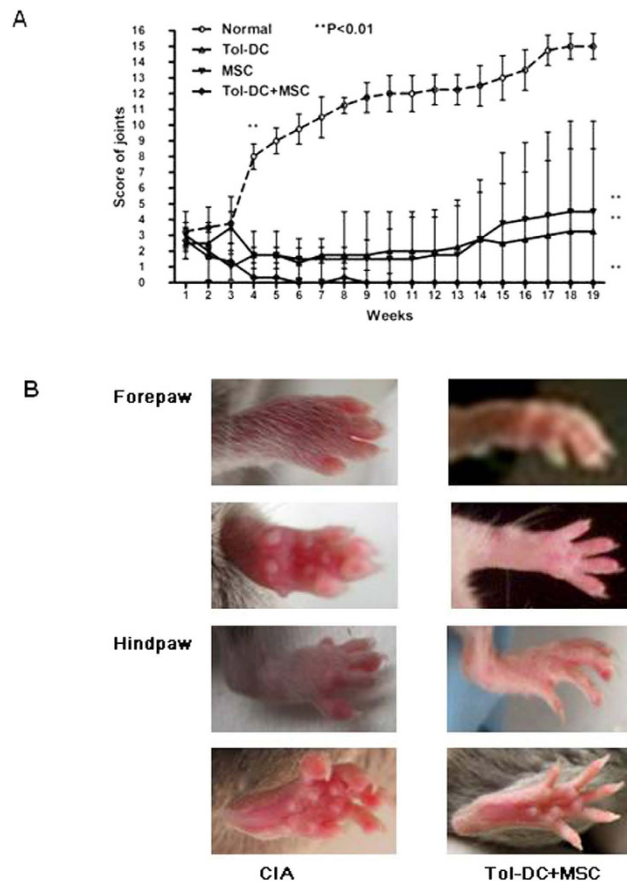 A
Normal **P<0.01
Tol-DC
MSC
Tol-DC+MSC
Score of joints
16
15
14
13
12
11
10
9
8
7
6
5
4
3
2
1
0
**
**
**
**
1 2 3 4 5 6 7 8 9 10 11 12 13 14 15 16 17 18 19
Weeks
B
Forepaw
Hindpaw
CIA Tol-DC+MSC